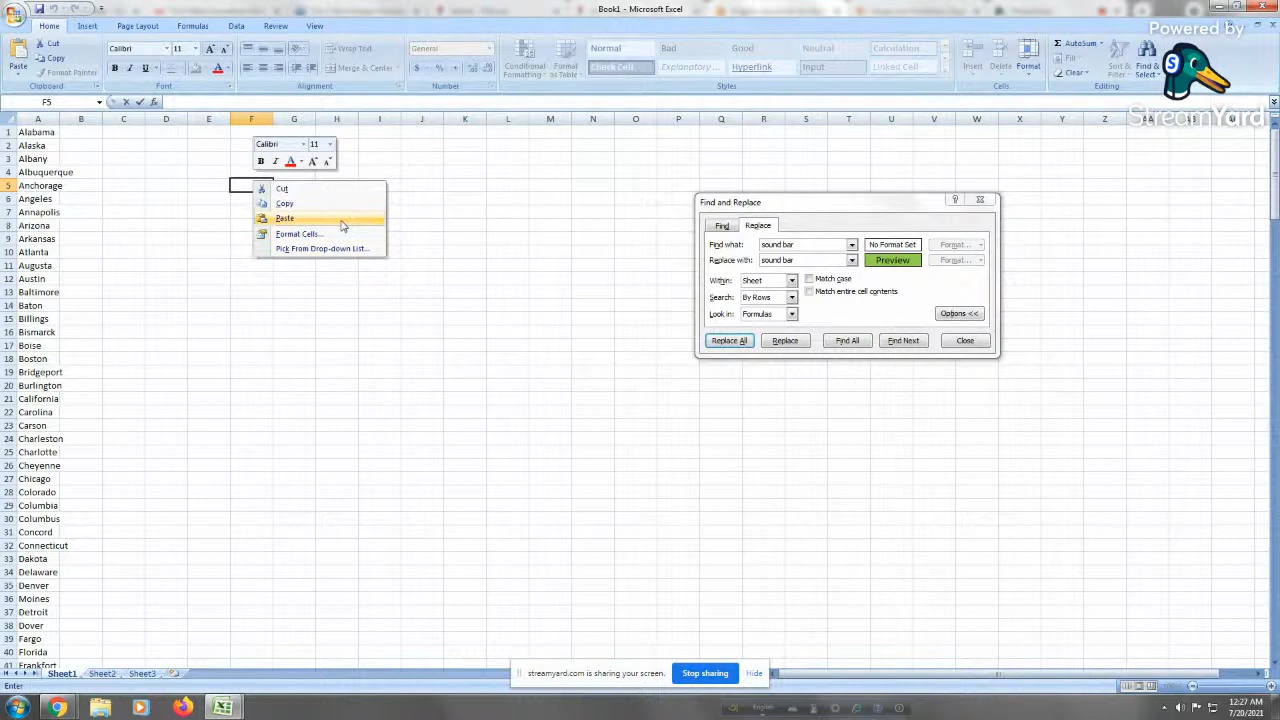 Book1 - Microsoft Excel
Home Insert Page Layout Formulas Data Review View
Powered by
StreamYard
Cut
Copy
Format Painter
Paste
Calibri 11
Wrap Text
Merge & Center
General
Conditional Formatting
Format as Table
Normal Bad Good Neutral Calculation
Check Cell Explanatory... Hyperlink Input Linked Cell
Insert Delete Format
AutoSum
Fill
Clear
Sort & Filter
Find & Select
Clipboard Font Alignment Number Styles Cells Editing
F5
A B C D E F G H I J K L M N O P Q R S T U V W X Y Z
1 Alabama
2 Alaska
3 Albany
4 Albuquerque
5 Anchorage
6 Angeles
7 Annapolis
8 Arizona
9 Arkansas
10 Atlanta
11 Augusta
12 Austin
13 Baltimore
14 Baton
15 Billings
16 Bismarck
17 Boise
18 Boston
19 Bridgeport
20 Burlington
21 California
22 Carolina
23 Carson
24 Charleston
25 Charlotte
26 Cheyenne
27 Chicago
28 Colorado
29 Columbia
30 Columbus
31 Concord
32 Connecticut
33 Dakota
34 Delaware
35 Denver
36 Moines
37 Detroit
38 Dover
39 Fargo
40 Florida
41 Frankfort
Calibri 11
B I A
Cut
Copy
Paste
Format Cells...
Pick From Drop-down List...
Find and Replace
Find Replace
Find what: sound bar No Format Set Format...
Replace with: sound bar Preview Format...
Within: Sheet Match case
Match entire cell contents
Search: By Rows
Look in: Formulas Options <<
Replace All Replace Find All Find Next Close
Sheet1 Sheet2 Sheet3
streamyard.com is sharing your screen. Stop sharing Hide
Enter
English
12:27 AM
7/20/2021